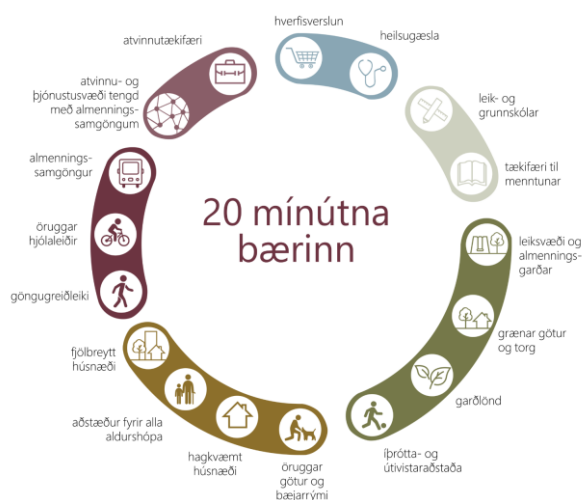 hverfisverslun
heilsugæsla
leik- og
grunnskólar
tækifæri til
menntunar
leiksvæði og
almennings-
garðar
grænar götur
og torg
garðlönd
íþrótta- og
útivistaraðstaða
öruggar
götur og
bæjarrými
hagkvæmt
húsnæði
aðstæður fyrir alla
aldurshópa
fjölbreytt
húsnæði
göngugreiðleiki
öruggar
hjólaleiðir
almennings-
samgöngur
atvinnu- og
þjónustusvæði tengd
með almennings-
samgöngum
atvinnutækifæri
20 mínútna
bærinn